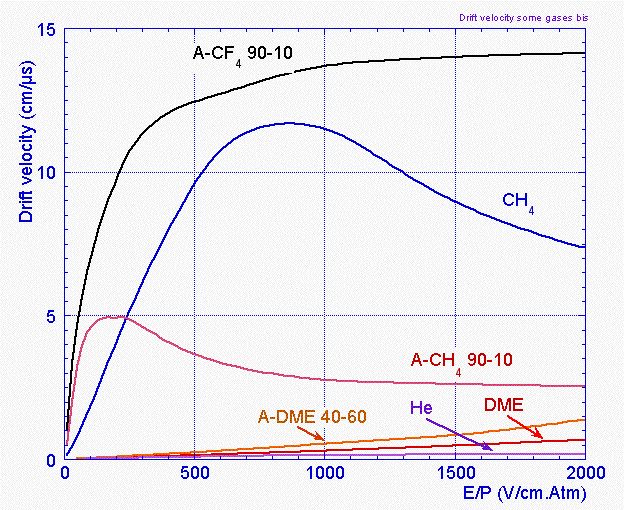 Drift velocity some gases bis
15
A-CF₄ 90-10
Drift velocity (cm/µs)
10
CH₄
5
A-CH₄ 90-10
He
DME
A-DME 40-60
0
0 500 1000 1500 2000
E/P (V/cm.Atm)